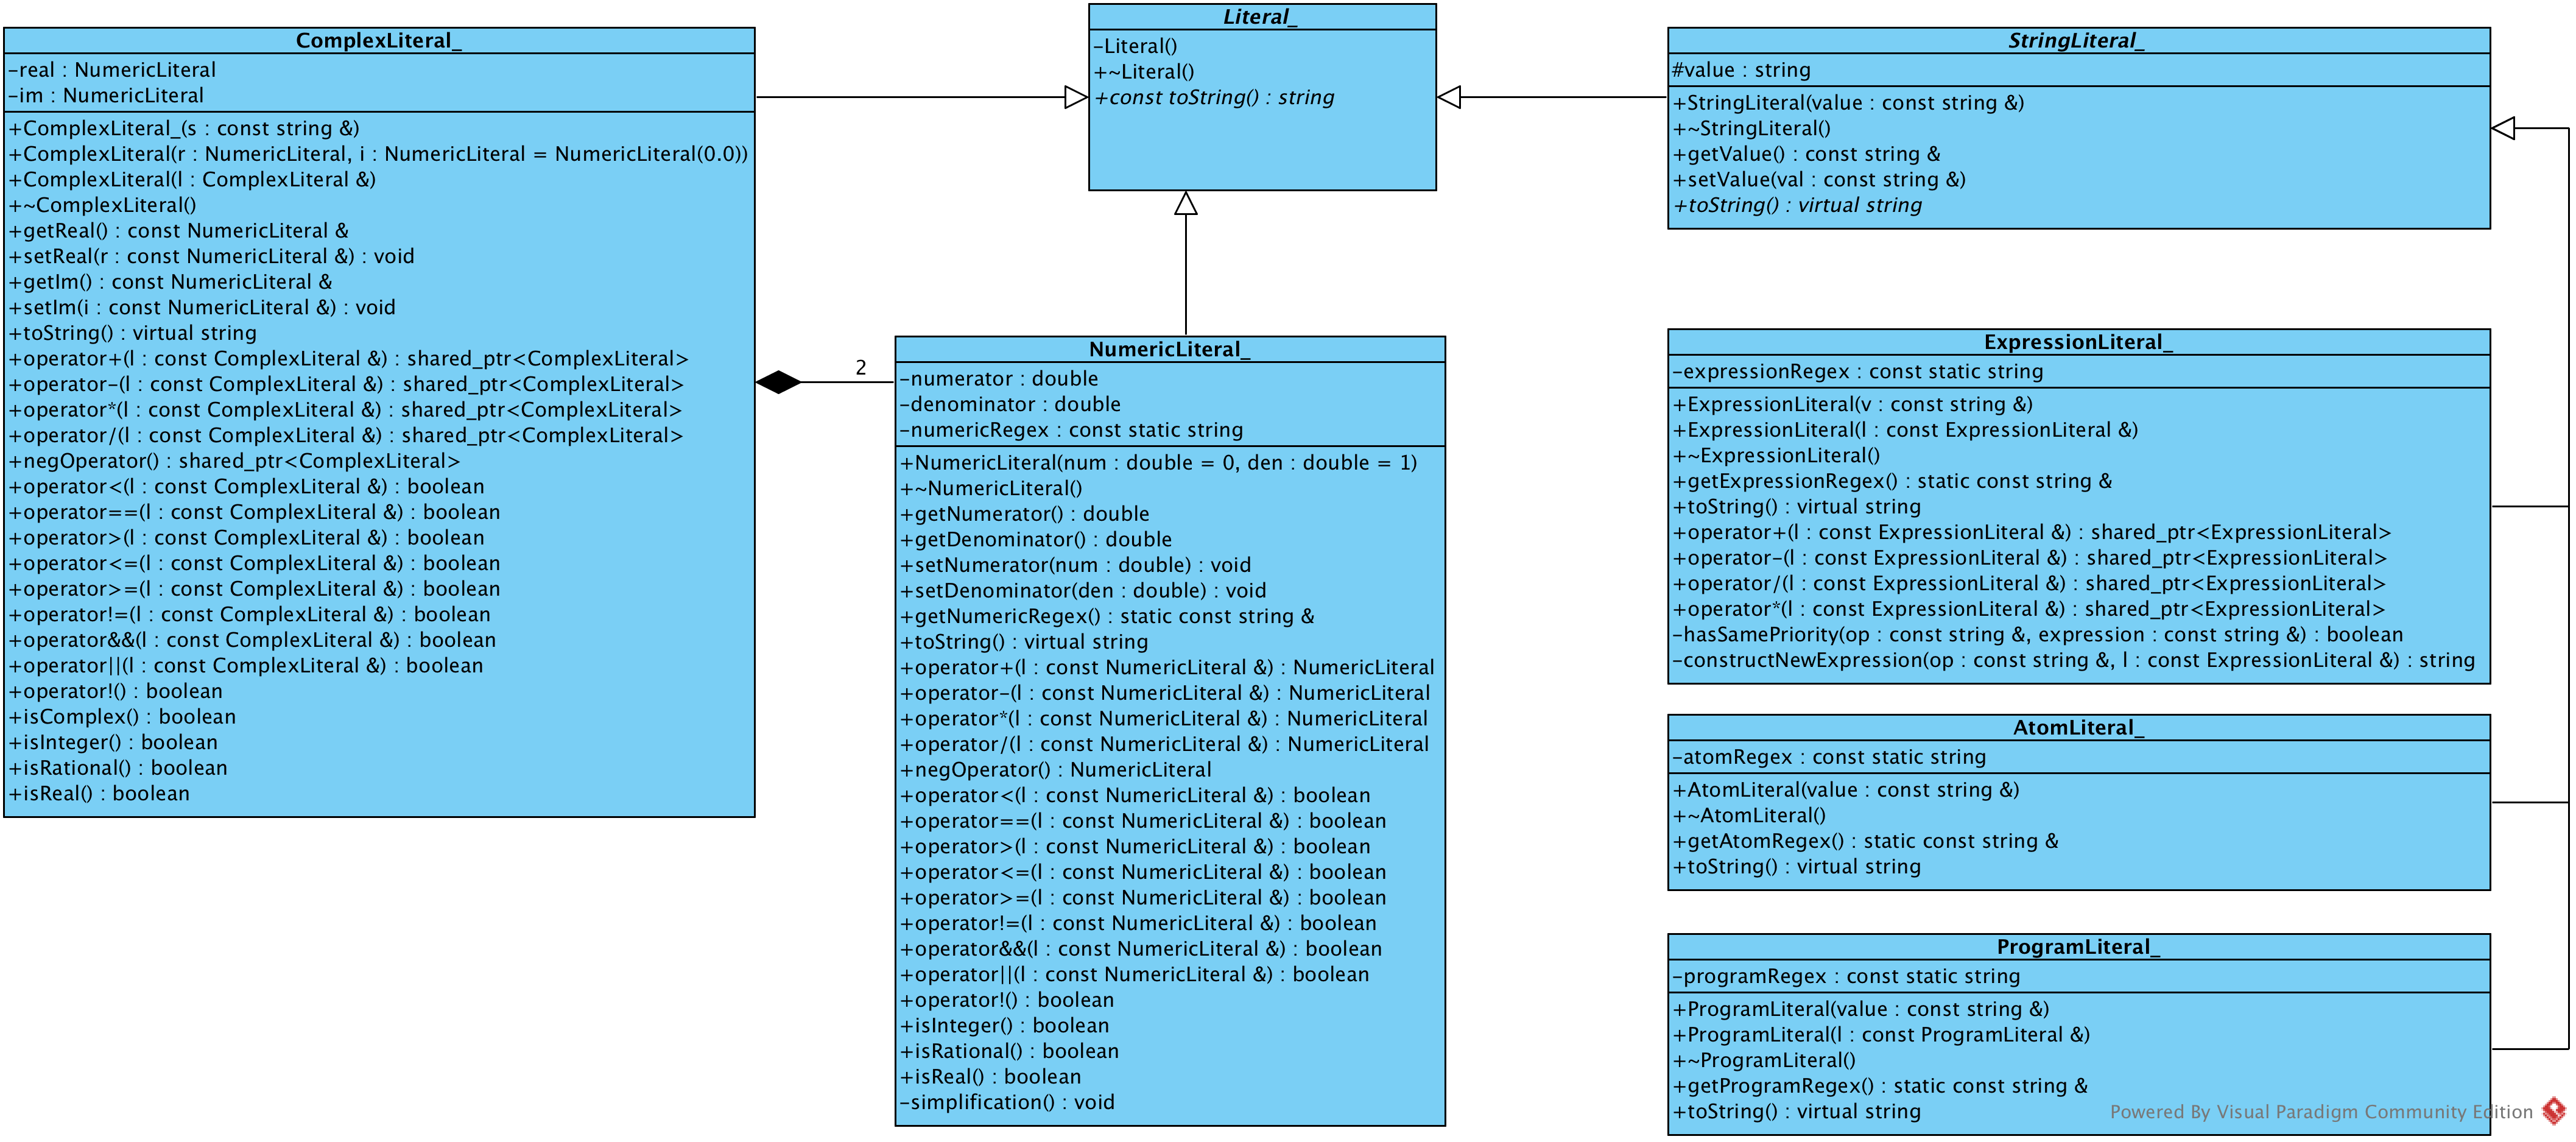 ComplexLiteral_
-real : NumericLiteral
-im : NumericLiteral
+ComplexLiteral_(s : const string &)
+ComplexLiteral(r : NumericLiteral, i : NumericLiteral = NumericLiteral(0.0))
+ComplexLiteral(l : ComplexLiteral &)
+~ComplexLiteral()
+getReal() : const NumericLiteral &
+setReal(r : const NumericLiteral &) : void
+getIm() : const NumericLiteral &
+setIm(i : const NumericLiteral &) : void
+toString() : virtual string
+operator+(l : const ComplexLiteral &) : shared_ptr<ComplexLiteral>
+operator-(l : const ComplexLiteral &) : shared_ptr<ComplexLiteral>
+operator*(l : const ComplexLiteral &) : shared_ptr<ComplexLiteral>
+operator/(l : const ComplexLiteral &) : shared_ptr<ComplexLiteral>
+negOperator() : shared_ptr<ComplexLiteral>
+operator<(l : const ComplexLiteral &) : boolean
+operator==(l : const ComplexLiteral &) : boolean
+operator>(l : const ComplexLiteral &) : boolean
+operator<=(l : const ComplexLiteral &) : boolean
+operator>=(l : const ComplexLiteral &) : boolean
+operator!=(l : const ComplexLiteral &) : boolean
+operator&&(l : const ComplexLiteral &) : boolean
+operator||(l : const ComplexLiteral &) : boolean
+operator!() : boolean
+isComplex() : boolean
+isInteger() : boolean
+isRational() : boolean
+isReal() : boolean
Literal_
-Literal()
+~Literal()
+const toString() : string
2
NumericLiteral_
-numerator : double
-denominator : double
-numericRegex : const static string
+NumericLiteral(num : double = 0, den : double = 1)
+~NumericLiteral()
+getNumerator() : double
+getDenominator() : double
+setNumerator(num : double) : void
+setDenominator(den : double) : void
+getNumericRegex() : static const string &
+toString() : virtual string
+operator+(l : const NumericLiteral &) : NumericLiteral
+operator-(l : const NumericLiteral &) : NumericLiteral
+operator*(l : const NumericLiteral &) : NumericLiteral
+operator/(l : const NumericLiteral &) : NumericLiteral
+negOperator() : NumericLiteral
+operator<(l : const NumericLiteral &) : boolean
+operator==(l : const NumericLiteral &) : boolean
+operator>(l : const NumericLiteral &) : boolean
+operator<=(l : const NumericLiteral &) : boolean
+operator>=(l : const NumericLiteral &) : boolean
+operator!=(l : const NumericLiteral &) : boolean
+operator&&(l : const NumericLiteral &) : boolean
+operator||(l : const NumericLiteral &) : boolean
+operator!() : boolean
+isInteger() : boolean
+isRational() : boolean
+isReal() : boolean
-simplification() : void
StringLiteral_
#value : string
+StringLiteral(value : const string &)
+~StringLiteral()
+getValue() : const string &
+setValue(val : const string &)
+toString() : virtual string
ExpressionLiteral_
-expressionRegex : const static string
+ExpressionLiteral(v : const string &)
+ExpressionLiteral(l : const ExpressionLiteral &)
+~ExpressionLiteral()
+getExpressionRegex() : static const string &
+toString() : virtual string
+operator+(l : const ExpressionLiteral &) : shared_ptr<ExpressionLiteral>
+operator-(l : const ExpressionLiteral &) : shared_ptr<ExpressionLiteral>
+operator/(l : const ExpressionLiteral &) : shared_ptr<ExpressionLiteral>
+operator*(l : const ExpressionLiteral &) : shared_ptr<ExpressionLiteral>
-hasSamePriority(op : const string &, expression : const string &) : boolean
-constructNewExpression(op : const string &, l : const ExpressionLiteral &) : string
AtomLiteral_
-atomRegex : const static string
+AtomLiteral(value : const string &)
+~AtomLiteral()
+getAtomRegex() : static const string &
+toString() : virtual string
ProgramLiteral_
-programRegex : const static string
+ProgramLiteral(value : const string &)
+ProgramLiteral(l : const ProgramLiteral &)
+~ProgramLiteral()
+getProgramRegex() : static const string &
+toString() : virtual string
Powered By Visual Paradigm Community Edition